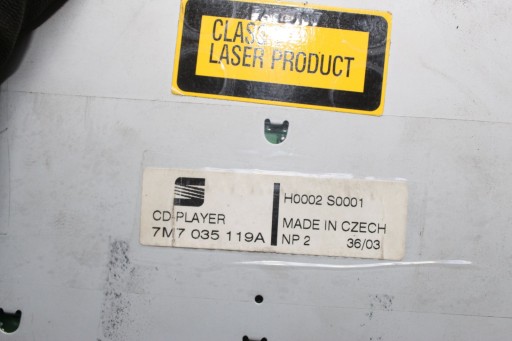 CLASS
LASER PRODUCT
CD-PLAYER
7M7 035 119A
H0002 S0001
MADE IN CZECH
NP 2 36/03